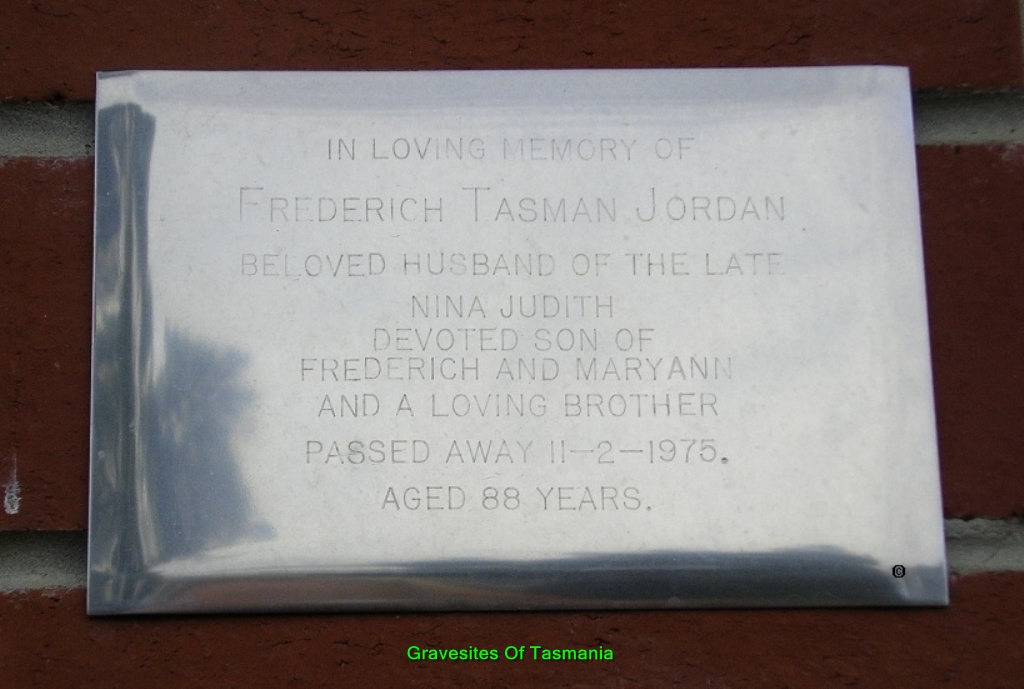 IN LOVING MEMORY OF
FREDERICH TASMAN JORDAN
BELOVED HUSBAND OF THE LATE
NINA JUDITH
DEVOTED SON OF
FREDERICH AND MARYANN
AND A LOVING BROTHER
PASSED AWAY 11-2-1975.
AGED 88 YEARS.
©
Gravesites Of Tasmania